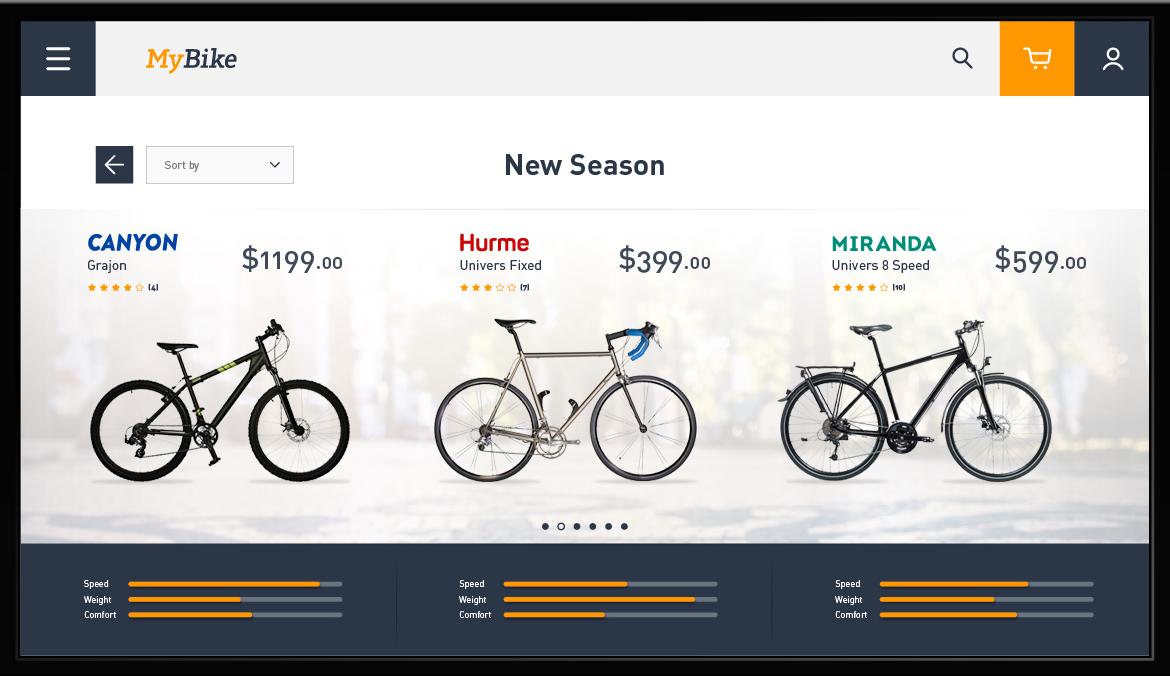 MyBike
Sort by
New Season
CANYON
Grajon
$1199.00
(4)
Hurme
Univers Fixed
$399.00
(7)
MIRANDA
Univers 8 Speed
$599.00
(10)
Speed
Weight
Comfort
Speed
Weight
Comfort
Speed
Weight
Comfort